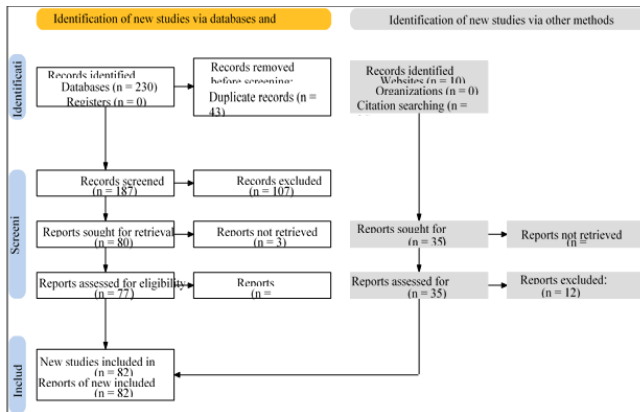 Identification of new studies via databases and
Identification of new studies via other methods
Identificati
Records identified
Databases (n = 230)
Registers (n = 0)
Records removed
before screening:
Duplicate records (n =
43)
Records identified
Websites (n = 10)
Organizations (n = 0)
Citation searching (n =
Screeni
Records screened
(n = 187)
Records excluded
(n = 107)
Reports sought for retrieval
(n = 80)
Reports not retrieved
(n = 3)
Reports sought for
(n = 35)
Reports not retrieved
(n =
Reports assessed for eligibility
(n = 77)
Reports
(n =
Reports assessed for
(n = 35)
Reports excluded:
(n = 12)
Includ
New studies included in
(n = 82)
Reports of new included
(n = 82)